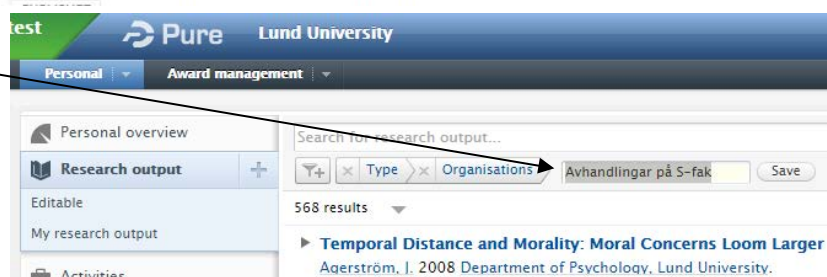 test Pure Lund University
Personal Award management
Personal overview
Search for research output...
Research output
Type Organisations Avhandlingar på S-fak Save
Editable
568 results
My research output
Temporal Distance and Morality: Moral Concerns Loom Larger
Agerström, J. 2008 Department of Psychology, Lund University.
Activities